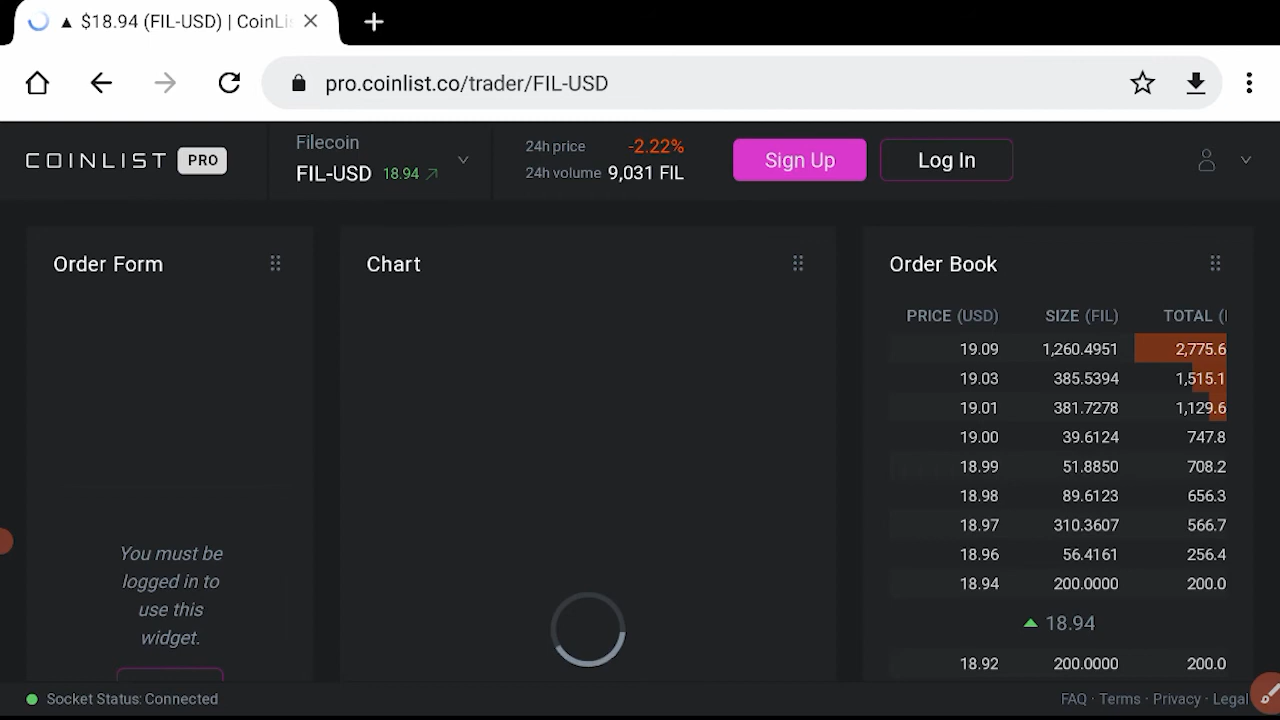 ▲ $18.94 (FIL-USD) | CoinLi
pro.coinlist.co/trader/FIL-USD
COINLIST PRO
Filecoin
FIL-USD 18.94
24h price -2.22%
24h volume 9,031 FIL
Sign Up
Log In
Order Form
You must be
logged in to
use this
widget.
Chart
Order Book
PRICE (USD) SIZE (FIL) TOTAL (
19.09 1,260.4951 2,775.6
19.03 385.5394 1,515.1
19.01 381.7278 1,129.6
19.00 39.6124 747.8
18.99 51.8850 708.2
18.98 89.6123 656.3
18.97 310.3607 566.7
18.96 56.4161 256.4
18.94 200.0000 200.0
▲ 18.94
18.92 200.0000 200.0
Socket Status: Connected
FAQ · Terms · Privacy · Legal